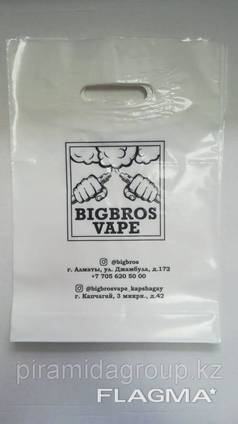 BIGBROS
VAPE
@bigbros
г. Алматы, ул. Джамбула, д.172
+7 705 620 50 00
@bigbrosvape_kapshagay
г. Капчагай, 3 микрн., д.42
piramidagroup.kz
FLAGMA